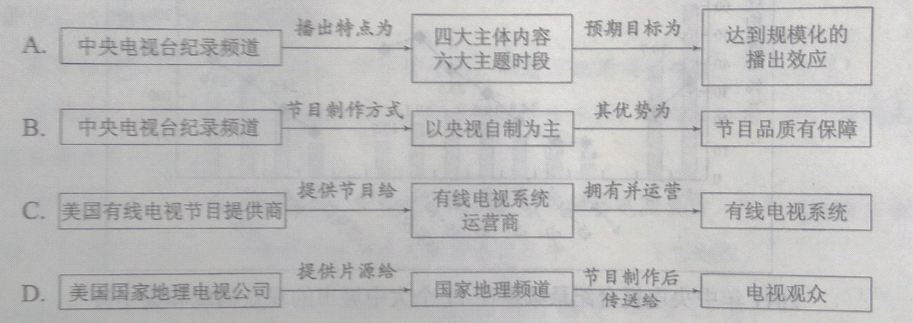 A. 中央电视台纪录频道 播出特点为 四大主体内容 预期目标为 达到规模化的
六大主题时段 播出效应
B. 中央电视台纪录频道 节目制作方式 以央视自制为主 其优势为 节目品质有保障
C. 美国有线电视节目提供商 提供节目给 有线电视系统 拥有并运营 有线电视系统
运营商
D. 美国国家地理电视公司 提供片源给 国家地理频道 节目制作后 电视观众
传送给